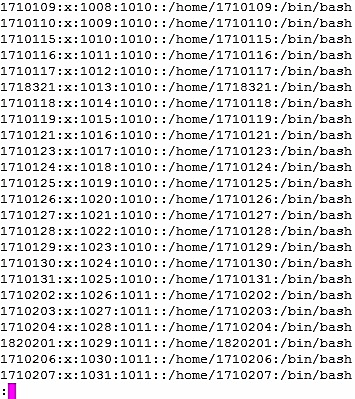 1710109:x:1008:1010::/home/1710109:/bin/bash
1710110:x:1009:1010::/home/1710110:/bin/bash
1710115:x:1010:1010::/home/1710115:/bin/bash
1710116:x:1011:1010::/home/1710116:/bin/bash
1710117:x:1012:1010::/home/1710117:/bin/bash
1718321:x:1013:1010::/home/1718321:/bin/bash
1710118:x:1014:1010::/home/1710118:/bin/bash
1710119:x:1015:1010::/home/1710119:/bin/bash
1710121:x:1016:1010::/home/1710121:/bin/bash
1710123:x:1017:1010::/home/1710123:/bin/bash
1710124:x:1018:1010::/home/1710124:/bin/bash
1710125:x:1019:1010::/home/1710125:/bin/bash
1710126:x:1020:1010::/home/1710126:/bin/bash
1710127:x:1021:1010::/home/1710127:/bin/bash
1710128:x:1022:1010::/home/1710128:/bin/bash
1710129:x:1023:1010::/home/1710129:/bin/bash
1710130:x:1024:1010::/home/1710130:/bin/bash
1710131:x:1025:1010::/home/1710131:/bin/bash
1710202:x:1026:1011::/home/1710202:/bin/bash
1710203:x:1027:1011::/home/1710203:/bin/bash
1710204:x:1028:1011::/home/1710204:/bin/bash
1820201:x:1029:1011::/home/1820201:/bin/bash
1710206:x:1030:1011::/home/1710206:/bin/bash
1710207:x:1031:1011::/home/1710207:/bin/bash
: